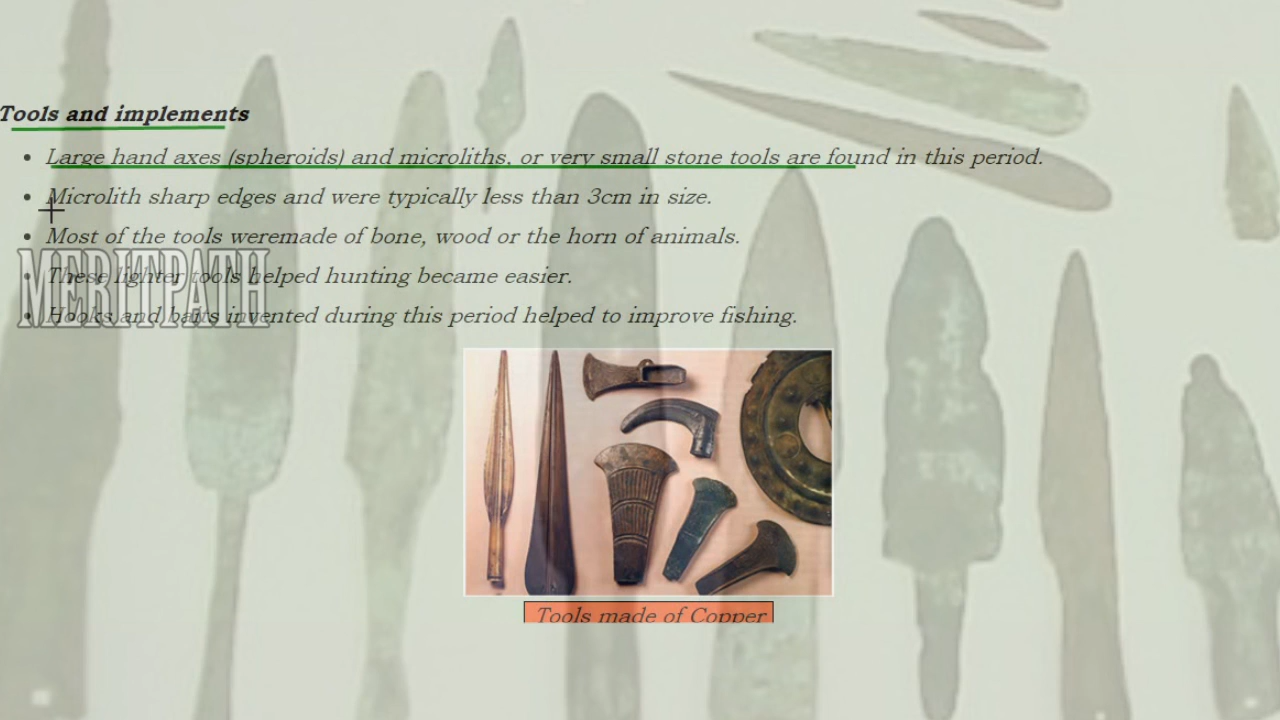 Tools and implements
• Large hand axes (spheroids) and microliths, or very small stone tools are found in this period.
• Microlith sharp edges and were typically less than 3cm in size.
• Most of the tools weremade of bone, wood or the horn of animals.
• These lighter tools helped hunting became easier.
• Hooks and baits invented during this period helped to improve fishing.
MERITPATH
Tools made of Copper